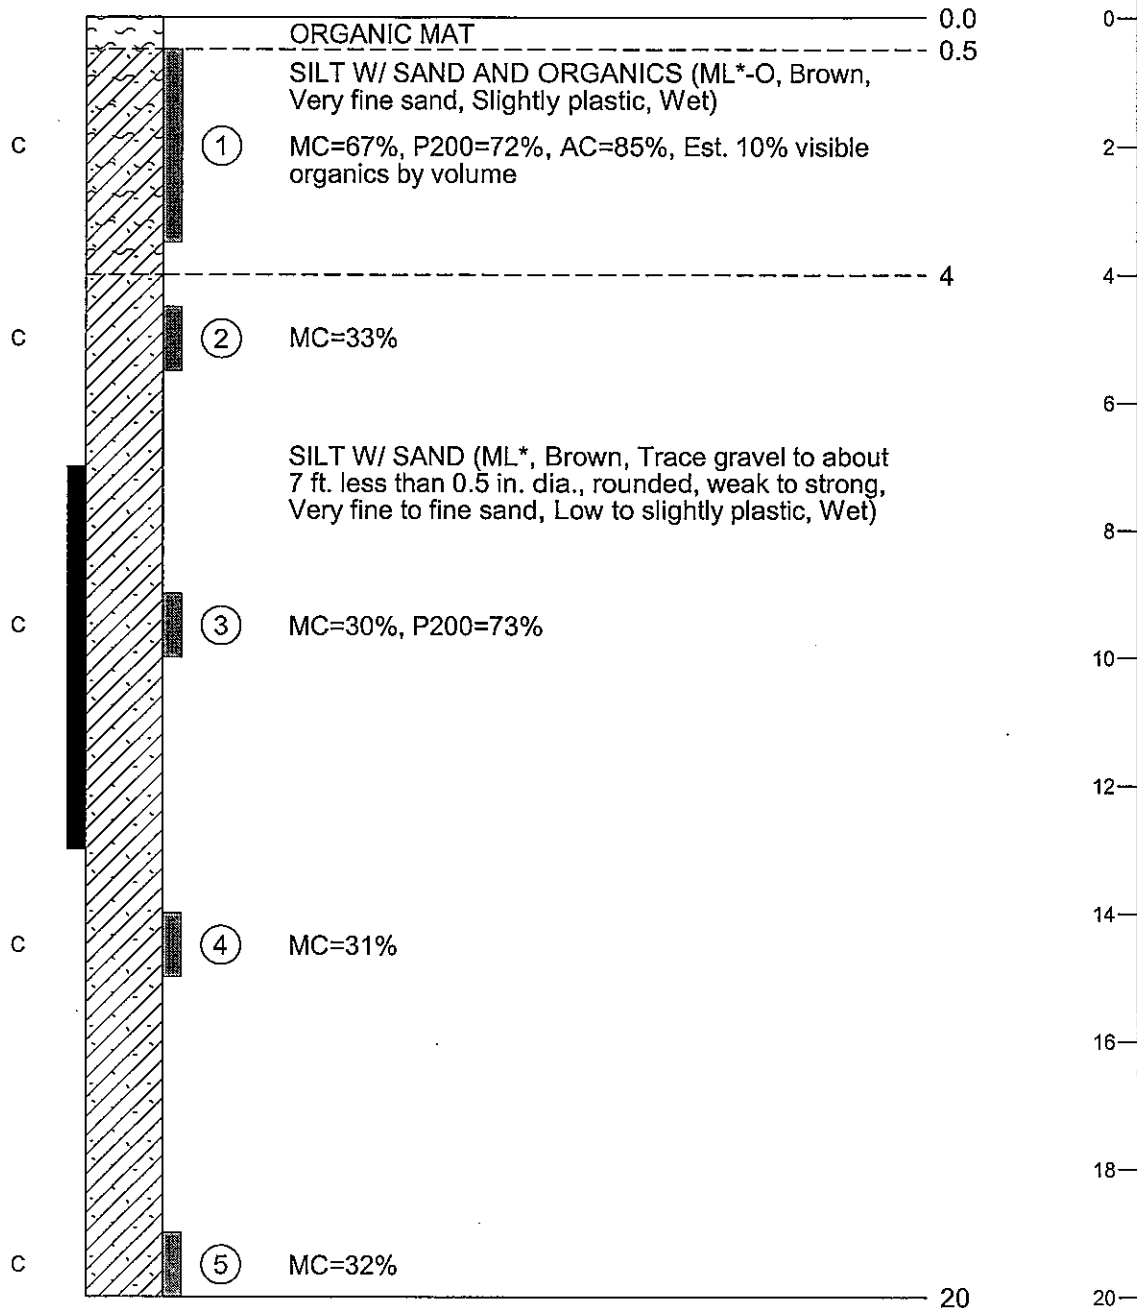 0.0
0
ORGANIC MAT
0.5
SILT W/ SAND AND ORGANICS (ML*-O, Brown,
Very fine sand, Slightly plastic, Wet)
C
1
MC=67%, P200=72%, AC=85%, Est. 10% visible
organics by volume
2
4
4
C
2
MC=33%
6
SILT W/ SAND (ML*, Brown, Trace gravel to about
7 ft. less than 0.5 in. dia., rounded, weak to strong,
Very fine to fine sand, Low to slightly plastic, Wet)
8
C
3
MC=30%, P200=73%
10
12
14
C
4
MC=31%
16
18
C
5
MC=32%
20
20